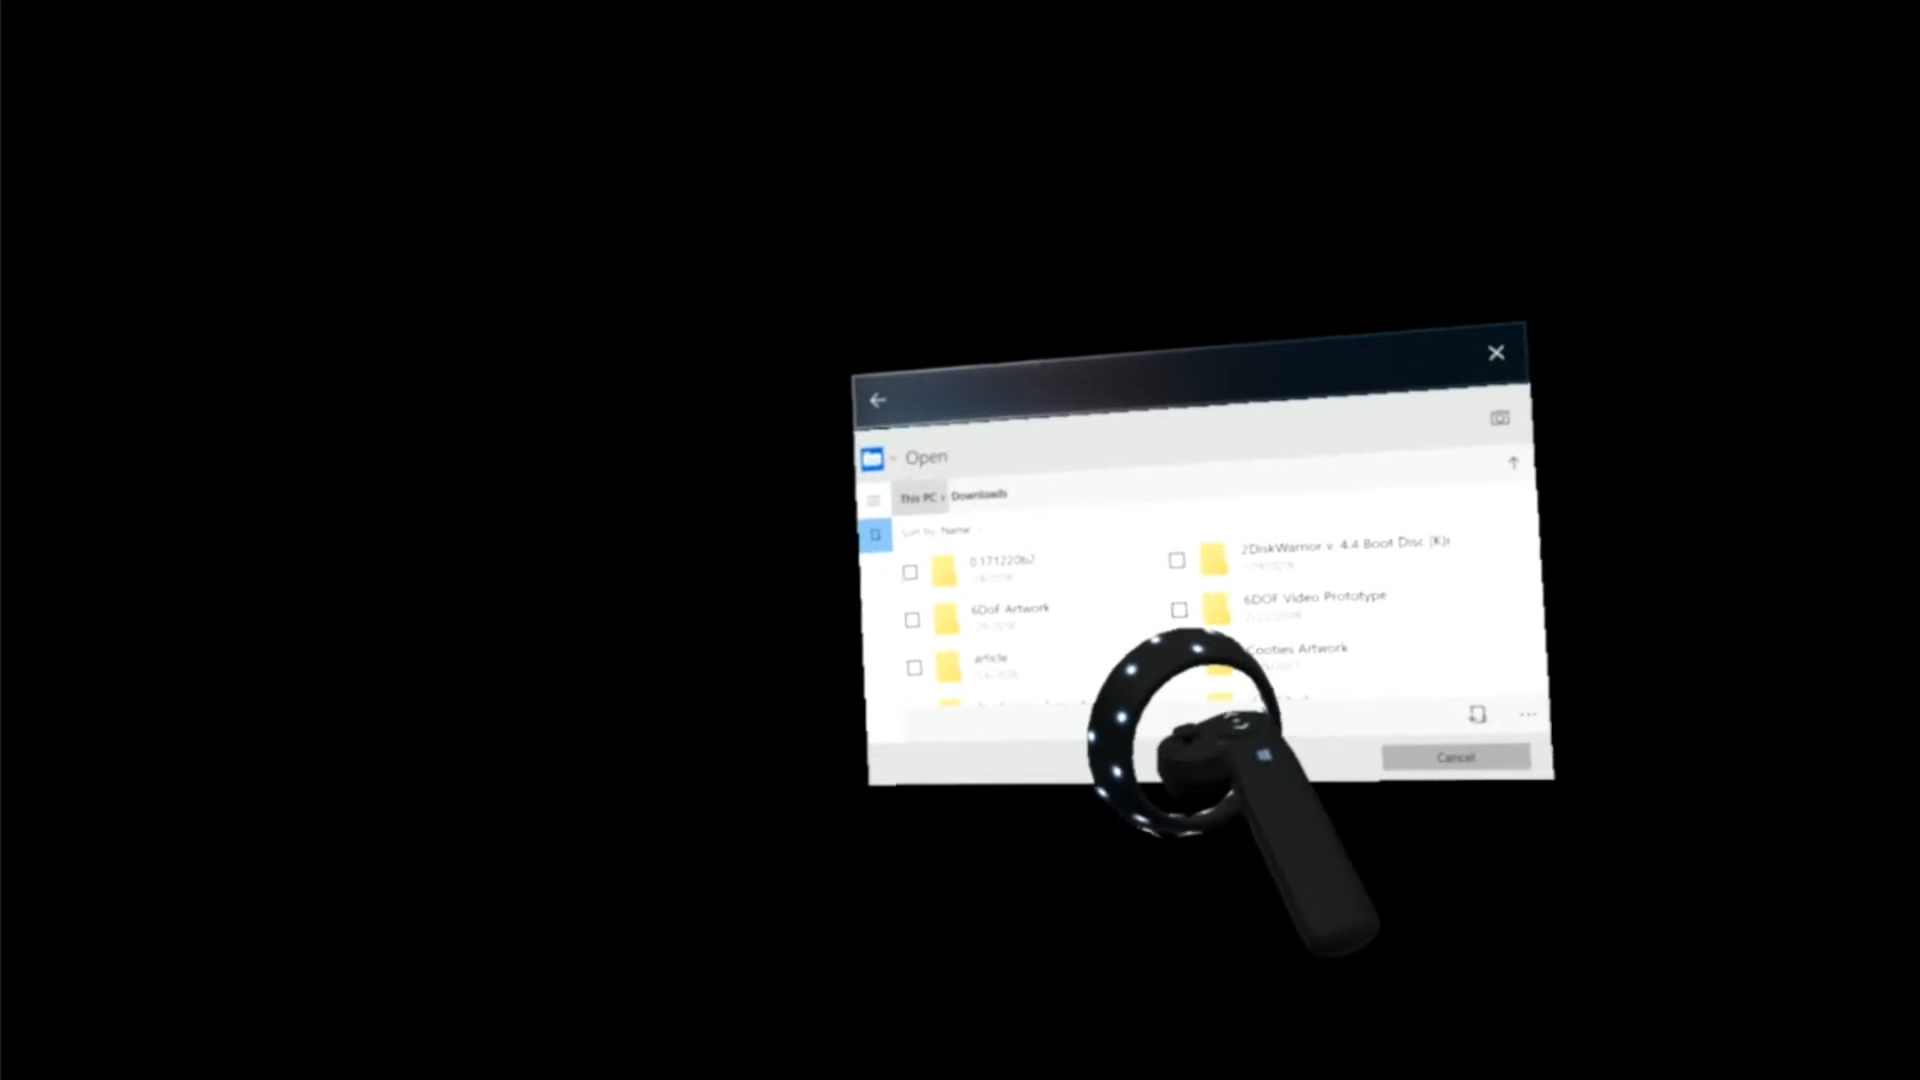 Open
This PC > Downloads
Sort by: Name
0.171220b2
2DiskWarrior v. 4.4 Boot Disc [K]
6DoF Artwork
6DOF Video Prototype
article
Cooties Artwork
Cancel